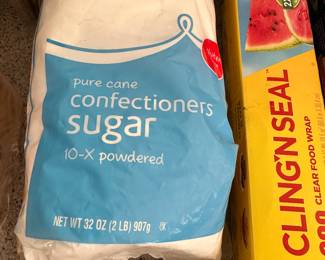 pure cane
confectioners
sugar
10-X powdered
NET WT 32 OZ (2 LB) 907g
CLING'N SEAL
CLEAR FOOD WRAP